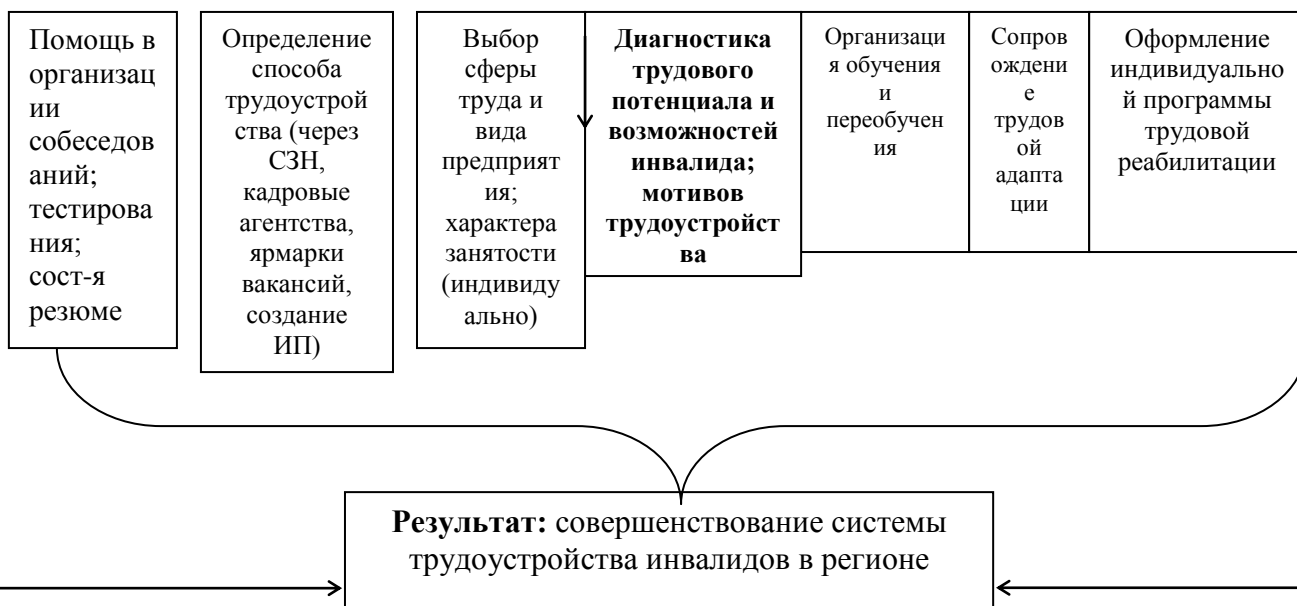 Помощь в
организац
ии
собеседов
аний;
тестирова
ния;
сост-я
резюме
Определение
способа
трудоустрой
ства (через
СЗН,
кадровые
агентства,
ярмарки
вакансий,
создание
ИП)
Выбор
сферы
труда и
вида
предприят
ия;
характера
занятости
(индивиду
ально)
Диагностика
трудового
потенциала и
возможностей
инвалида;
мотивов
трудоустройст
ва
Организаци
я обучения
и
переобучен
ия
Сопров
ождени
е
трудов
ой
адапта
ции
Оформление
индивидуально
й программы
трудовой
реабилитации
Результат: совершенствование системы
трудоустройства инвалидов в регионе